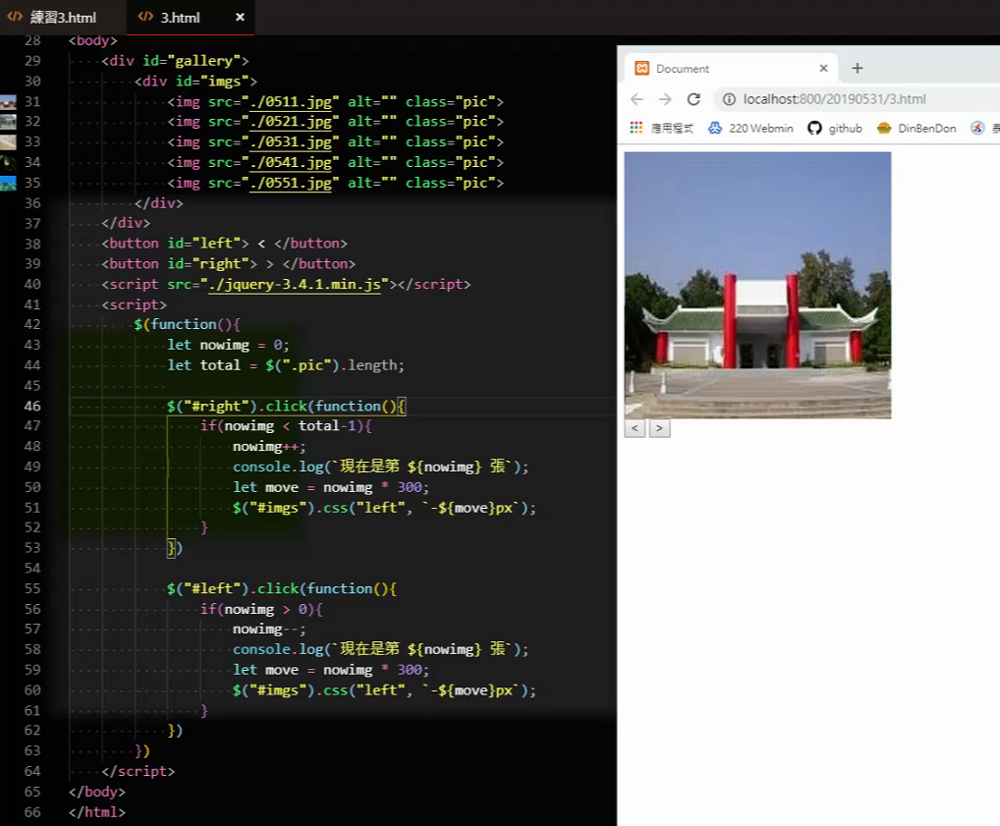 練習3.html
3.html ×
28 <body>
29 <div id="gallery">
30 <div id="imgs">
31 <img src="./0511.jpg" alt="" class="pic">
32 <img src="./0521.jpg" alt="" class="pic">
33 <img src="./0531.jpg" alt="" class="pic">
34 <img src="./0541.jpg" alt="" class="pic">
35 <img src="./0551.jpg" alt="" class="pic">
36 </div>
37 </div>
38 <button id="left"> < </button>
39 <button id="right"> > </button>
40 <script src="./jquery-3.4.1.min.js"></script>
41 <script>
42 $(function(){
43 let nowimg = 0;
44 let total = $(".pic").length;
45
46 $("#right").click(function(){
47 if(nowimg < total-1){
48 nowimg++;
49 console.log(`現在是第 ${nowimg} 張`);
50 let move = nowimg * 300;
51 $("#imgs").css("left", `-${move}px`);
52 }
53 })
54
55 $("#left").click(function(){
56 if(nowimg > 0){
57 nowimg--;
58 console.log(`現在是第 ${nowimg} 張`);
59 let move = nowimg * 300;
60 $("#imgs").css("left", `-${move}px`);
61 }
62 })
63 })
64 </script>
65 </body>
66 </html>
Document
localhost:800/20190531/3.html
應用程式 220 Webmin github DinBenDon
< >